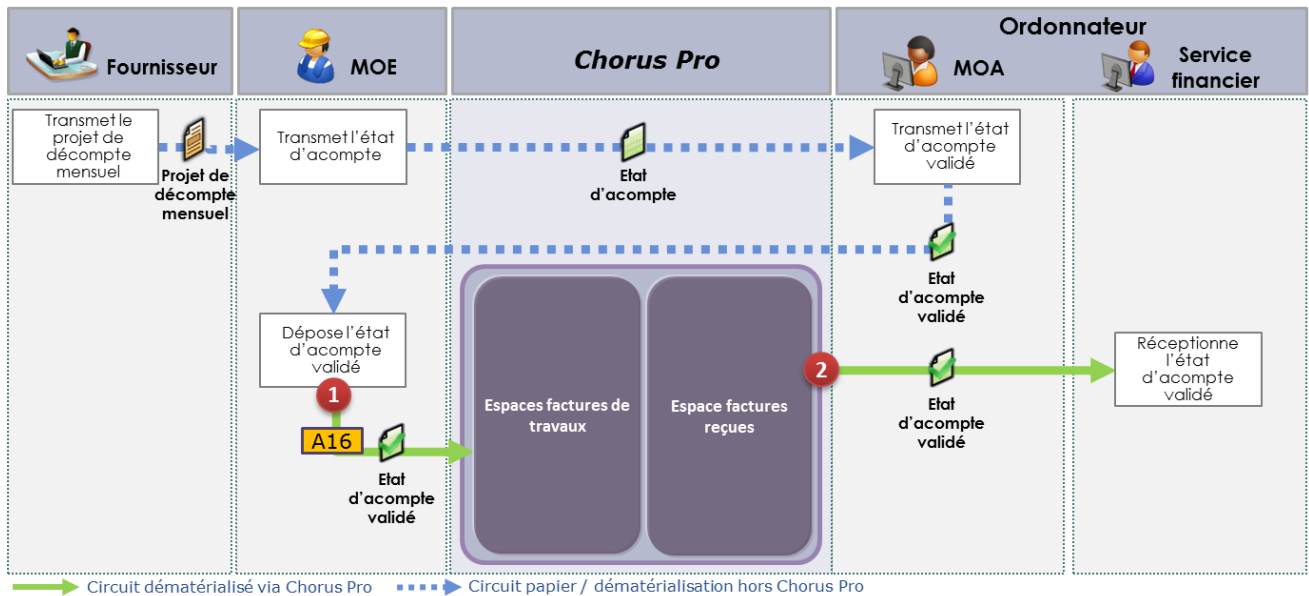 Fournisseur
MOE
Chorus Pro
Ordonnateur
MOA
Service
financier
Transmet le
projet de
décompte
mensuel
Projet de
décompte
mensuel
Transmet l'état
d'acompte
Etat
d'acompte
Transmet l'état
d'acompte
validé
Etat
d'acompte
validé
Dépose l'état
d'acompte
validé
1
A16
Etat
d'acompte
validé
Espaces factures de
travaux
Espace factures
reçues
2
Etat
d'acompte
validé
Réceptionne
l'état
d'acompte
validé
Circuit dématérialisé via Chorus Pro
Circuit papier / dématérialisation hors Chorus Pro